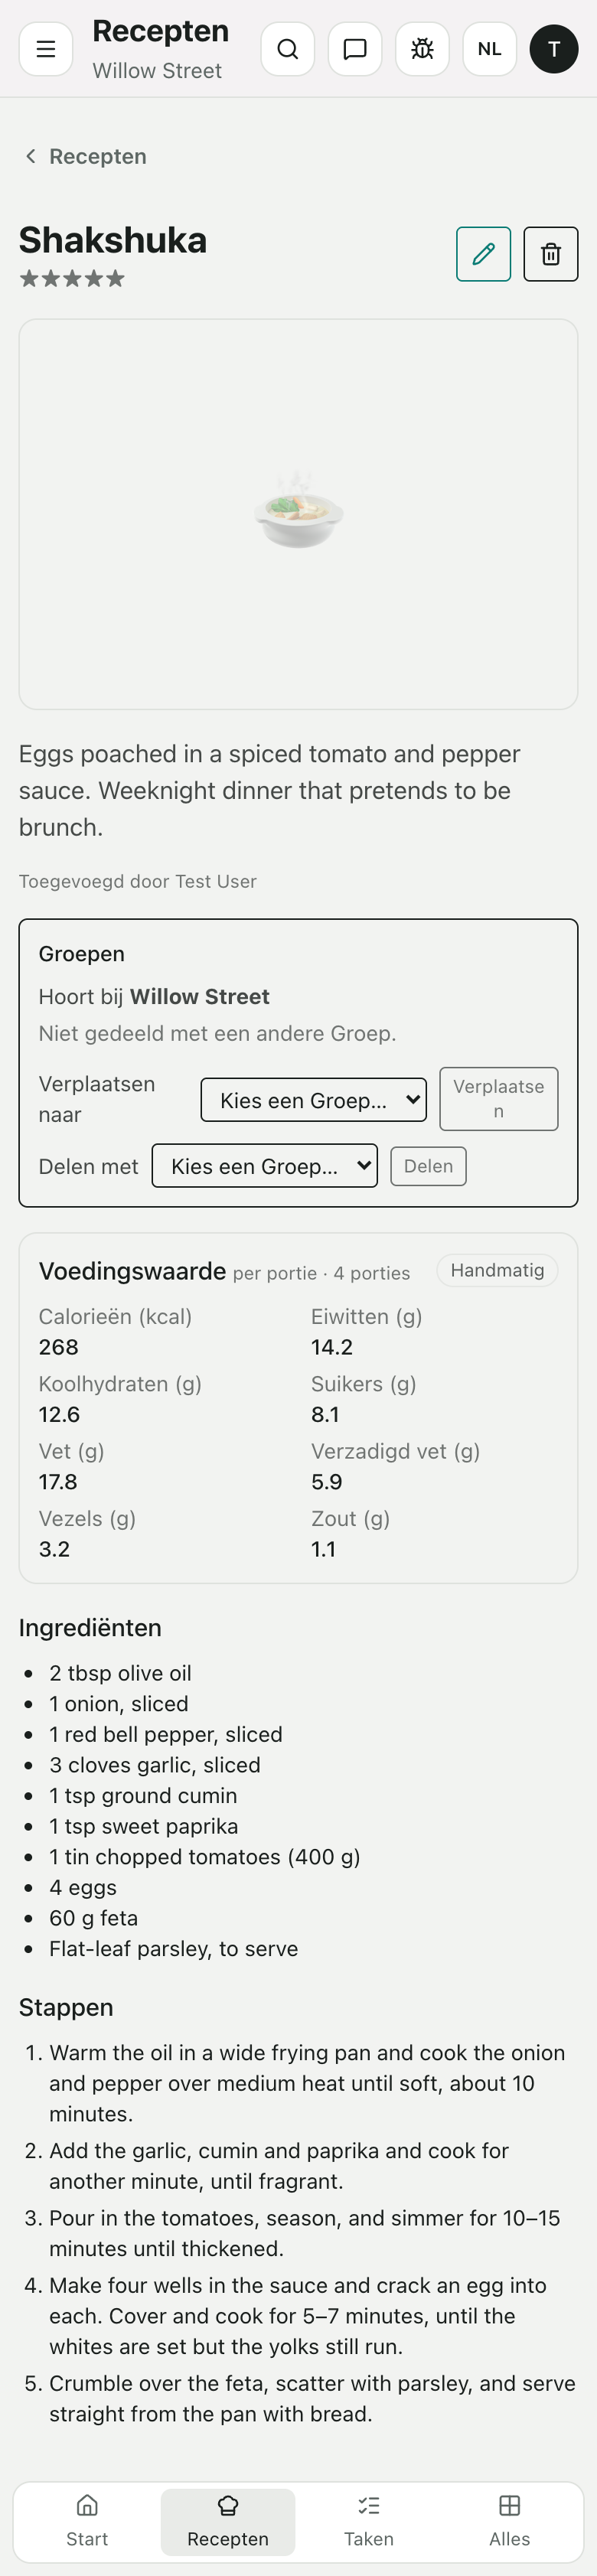 Recepten
Willow Street
NL
T
Recepten
Shakshuka
Eggs poached in a spiced tomato and pepper
sauce. Weeknight dinner that pretends to be
brunch.
Toegevoegd door Test User
Groepen
Hoort bij Willow Street
Niet gedeeld met een andere Groep.
Verplaatsen
naar
Kies een Groep...
Verplaatse
n
Delen met
Kies een Groep...
Delen
Voedingswaarde per portie · 4 porties
Handmatig
Calorieën (kcal)
268
Eiwitten (g)
14.2
Koolhydraten (g)
12.6
Suikers (g)
8.1
Vet (g)
17.8
Verzadigd vet (g)
5.9
Vezels (g)
3.2
Zout (g)
1.1
Ingrediënten
• 2 tbsp olive oil
• 1 onion, sliced
• 1 red bell pepper, sliced
• 3 cloves garlic, sliced
• 1 tsp ground cumin
• 1 tsp sweet paprika
• 1 tin chopped tomatoes (400 g)
• 4 eggs
• 60 g feta
• Flat-leaf parsley, to serve
Stappen
1. Warm the oil in a wide frying pan and cook the onion
and pepper over medium heat until soft, about 10
minutes.
2. Add the garlic, cumin and paprika and cook for
another minute, until fragrant.
3. Pour in the tomatoes, season, and simmer for 10–15
minutes until thickened.
4. Make four wells in the sauce and crack an egg into
each. Cover and cook for 5–7 minutes, until the
whites are set but the yolks still run.
5. Crumble over the feta, scatter with parsley, and serve
straight from the pan with bread.
Start
Recepten
Taken
Alles